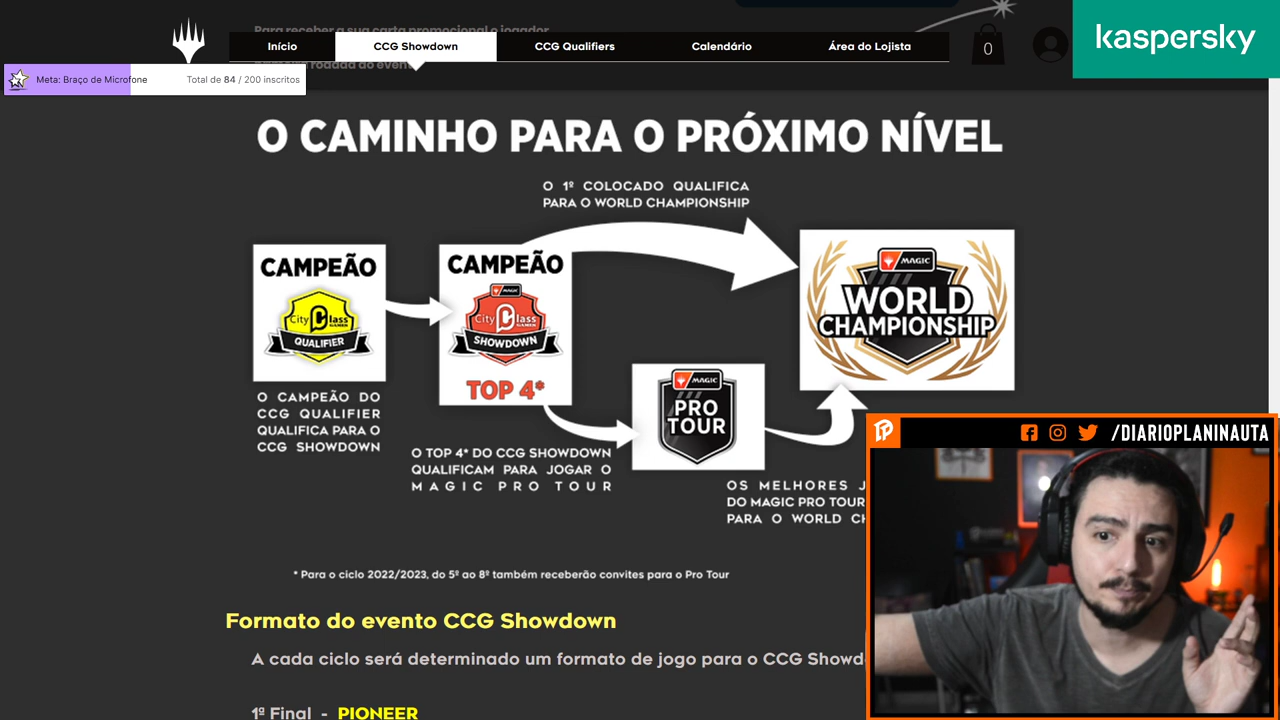 Para receber a sua carta promocional o jogador
Início
CCG Showdown
CCG Qualifiers
Calendário
Área do Lojista
0
kaspersky
rodada do evento
Meta: Braço de Microfone
Total de 84 / 200 inscritos
O CAMINHO PARA O PRÓXIMO NÍVEL
O 1º COLOCADO QUALIFICA
PARA O WORLD CHAMPIONSHIP
CAMPEÃO
City Class
GAMES
QUALIFIER
CAMPEÃO
MAGIC
City Class
GAMES
SHOWDOWN
TOP 4*
MAGIC
WORLD
CHAMPIONSHIP
MAGIC
PRO
TOUR
O CAMPEÃO DO
CCG QUALIFIER
QUALIFICA PARA O
CCG SHOWDOWN
O TOP 4* DO CCG SHOWDOWN
QUALIFICAM PARA JOGAR O
MAGIC PRO TOUR
OS MELHORES J
DO MAGIC PRO TOUR
PARA O WORLD CH
/DIARIOPLANINAUTA
* Para o ciclo 2022/2023, do 5º ao 8º também receberão convites para o Pro Tour
Formato do evento CCG Showdown
A cada ciclo será determinado um formato de jogo para o CCG Showd
1ª Final - PIONEER